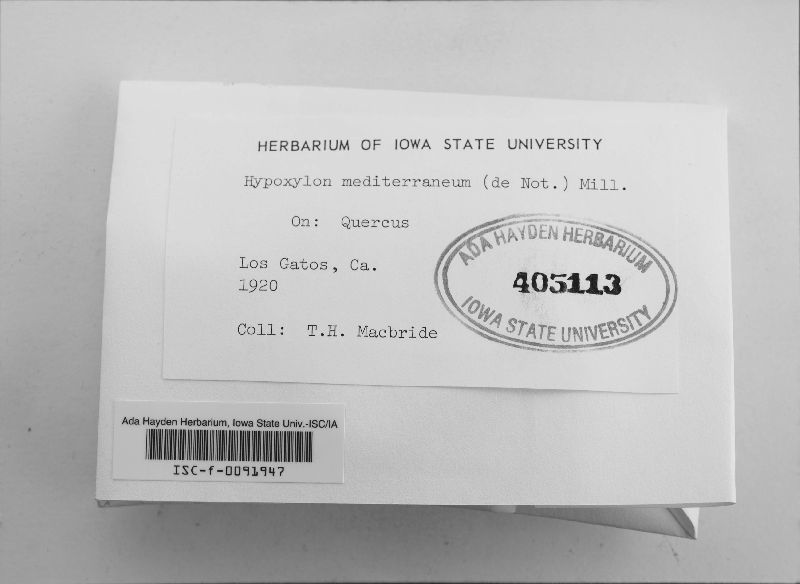 HERBARIUM OF IOWA STATE UNIVERSITY
Hypoxylon mediterraneum (de Not.) Mill.
On: Quercus
Los Gatos, Ca.
1920
Coll: T.H. Macbride
ADA HAYDEN HERBARIUM
405113
IOWA STATE UNIVERSITY
Ada Hayden Herbarium, Iowa State Univ.-ISC/IA
ISC-f-0091947